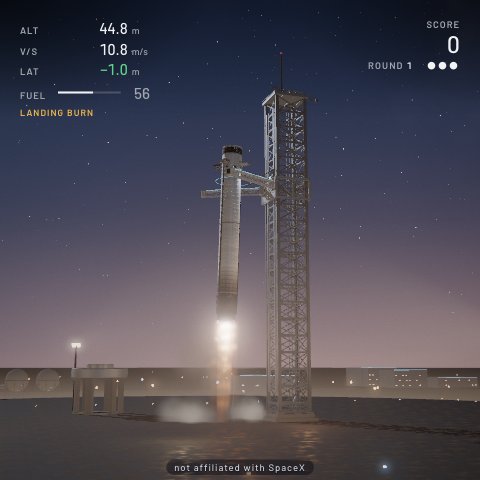 ALT 44.8 m
V/S 10.8 m/s
LAT −1.0 m
FUEL 56
LANDING BURN
SCORE
0
ROUND 1
not affiliated with SpaceX